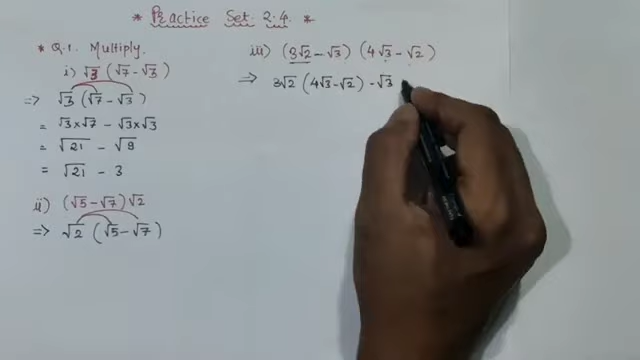 * Practice Set 2.4. *
* Q.1. Multiply.
i) √3 (√7 - √3)
=> √3 (√7 - √3)
= √3 × √7 - √3 × √3
= √21 - √9
= √21 - 3
ii) (√5 - √7) √2
=> √2 (√5 - √7)
iii) (3√2 - √3) (4√3 - √2)
=> 3√2 (4√3 - √2) - √3